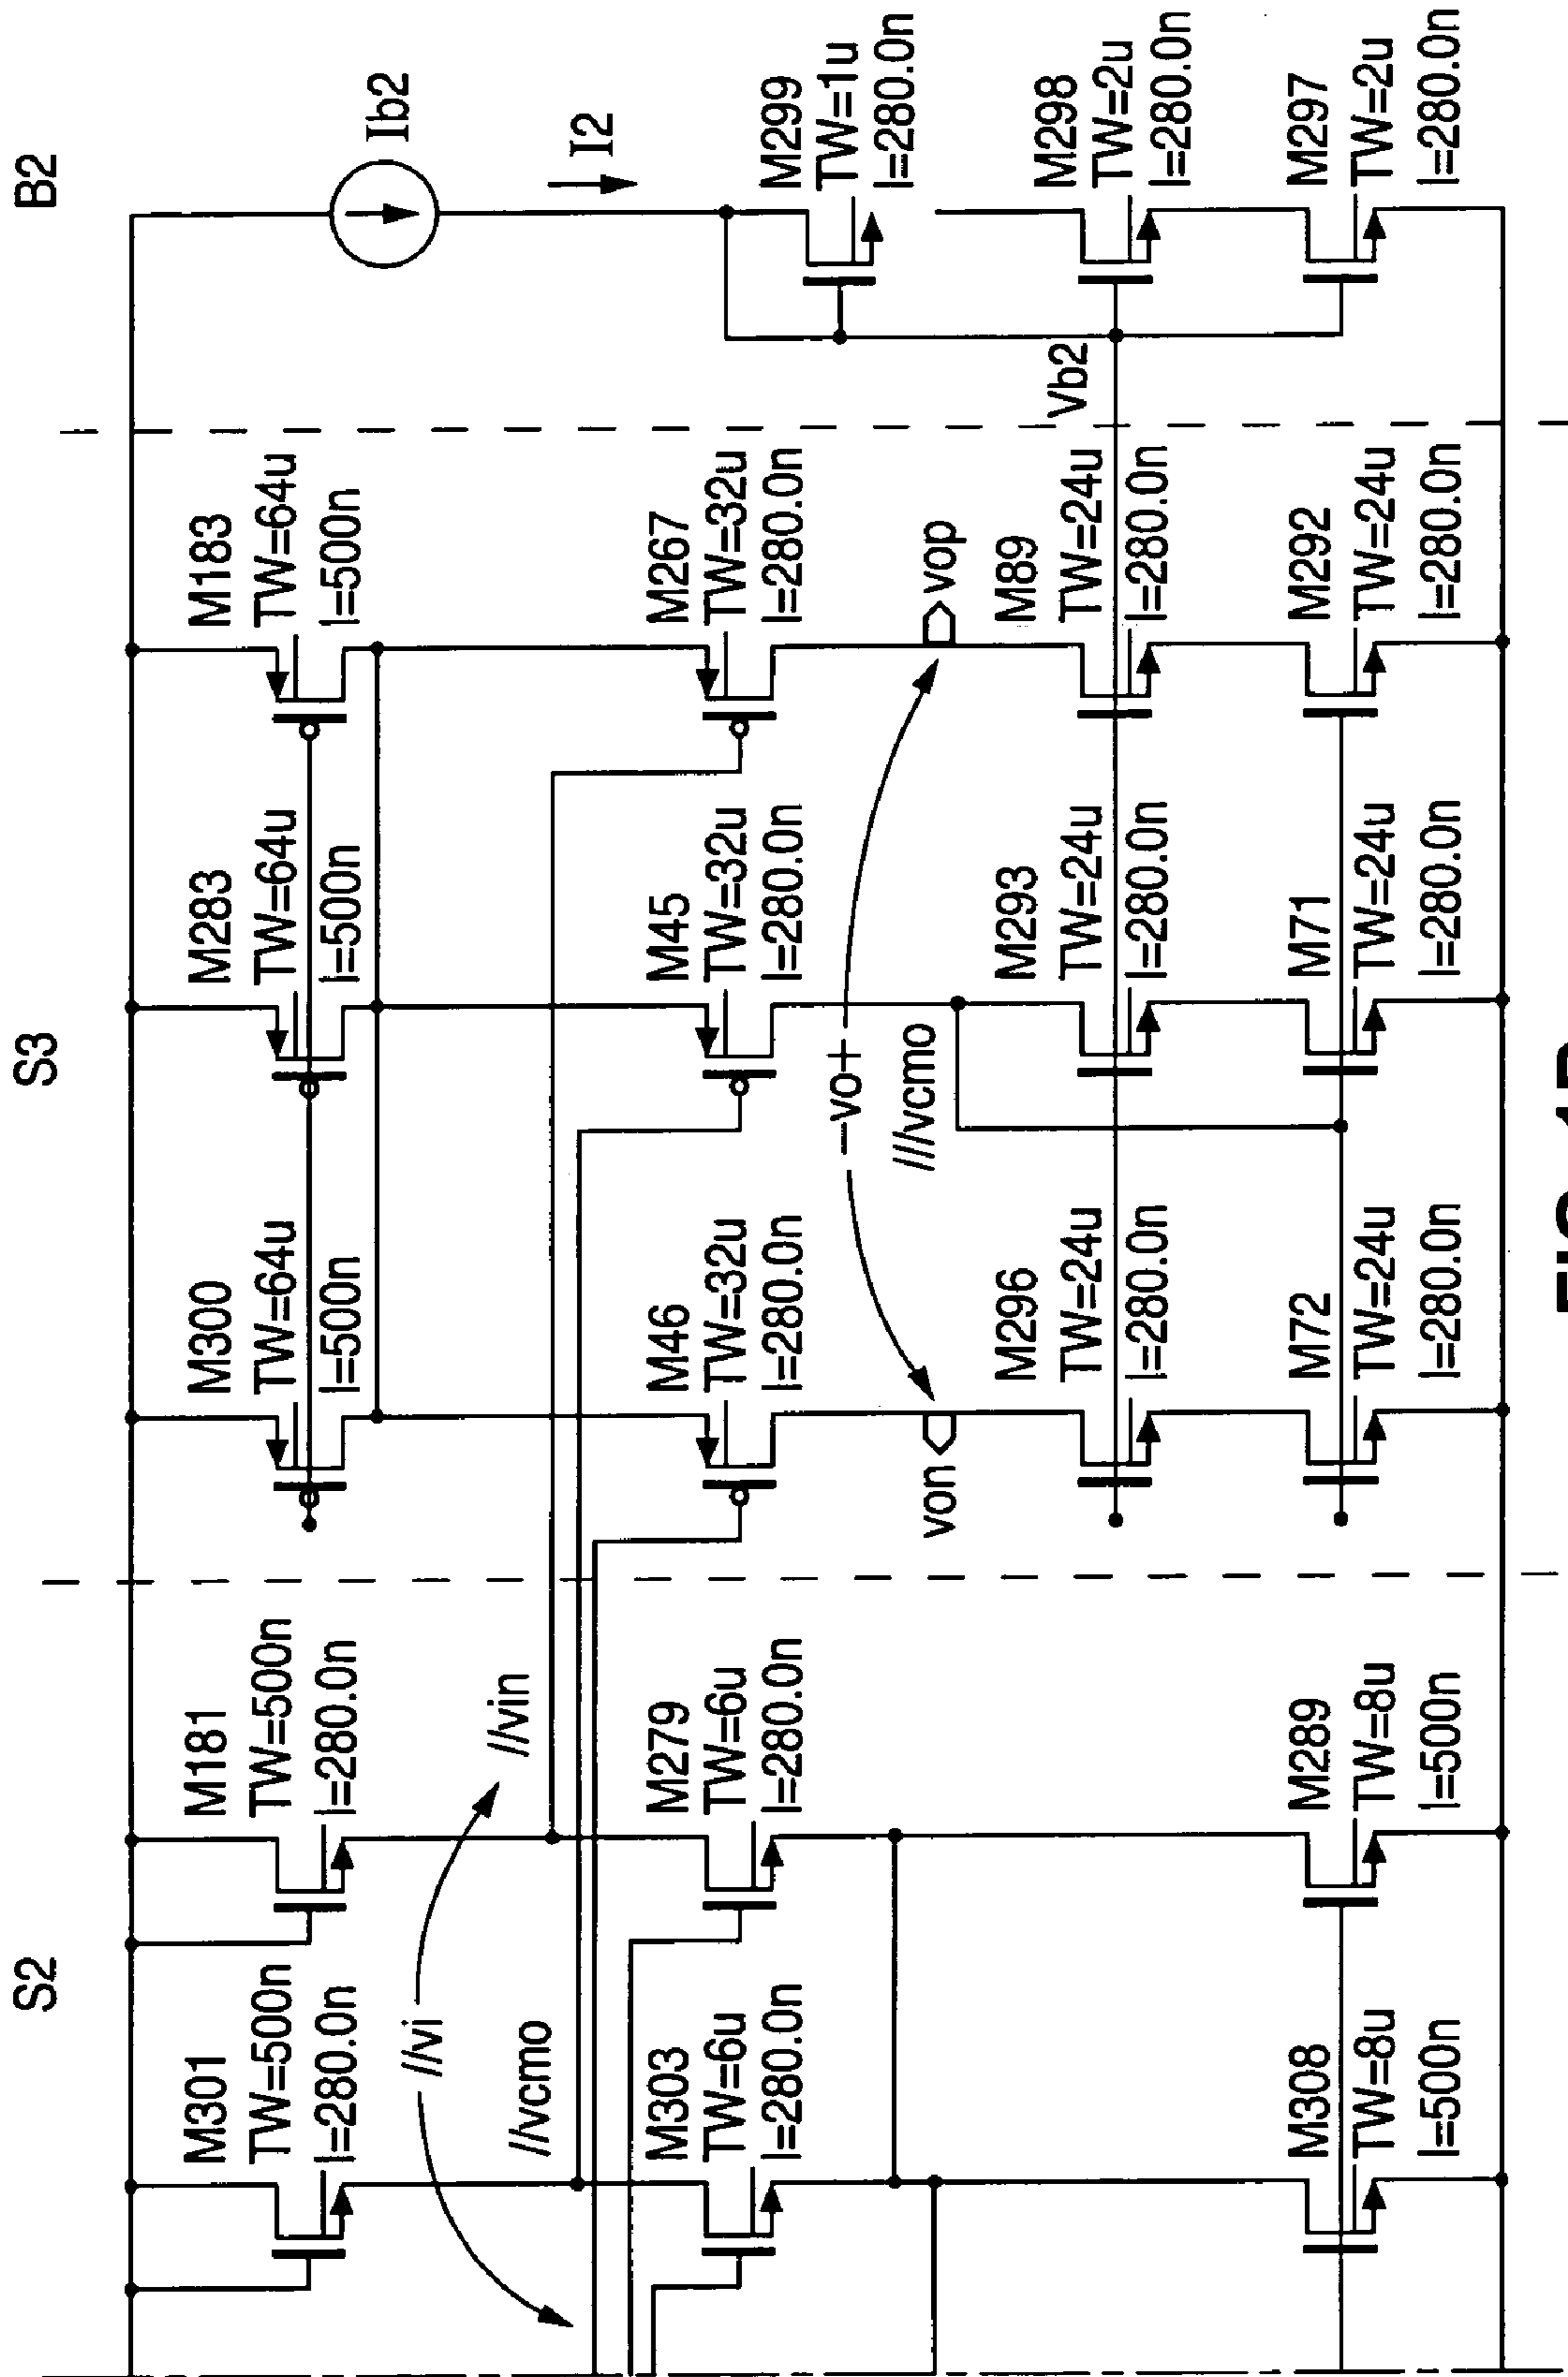 S2
S3
B2
M301
TW=500n
l=280.0n
M181
TW=500n
l=280.0n
M300
TW=64u
l=500n
M283
TW=64u
l=500n
M183
TW=64u
l=500n
Ib2
I2
//vi
//vcmo
//vin
M303
TW=6u
l=280.0n
M279
TW=6u
l=280.0n
M46
TW=32u
l=280.0n
M45
TW=32u
l=280.0n
M267
TW=32u
l=280.0n
M299
TW=1u
l=280.0n
von
–vo+
///vcmo
vop
M296
TW=24u
l=280.0n
M293
TW=24u
l=280.0n
M89
TW=24u
l=280.0n
Vb2
M298
TW=2u
l=280.0n
M308
TW=8u
l=500n
M289
TW=8u
l=500n
M72
TW=24u
l=280.0n
M71
TW=24u
l=280.0n
M292
TW=24u
l=280.0n
M297
TW=2u
l=280.0n